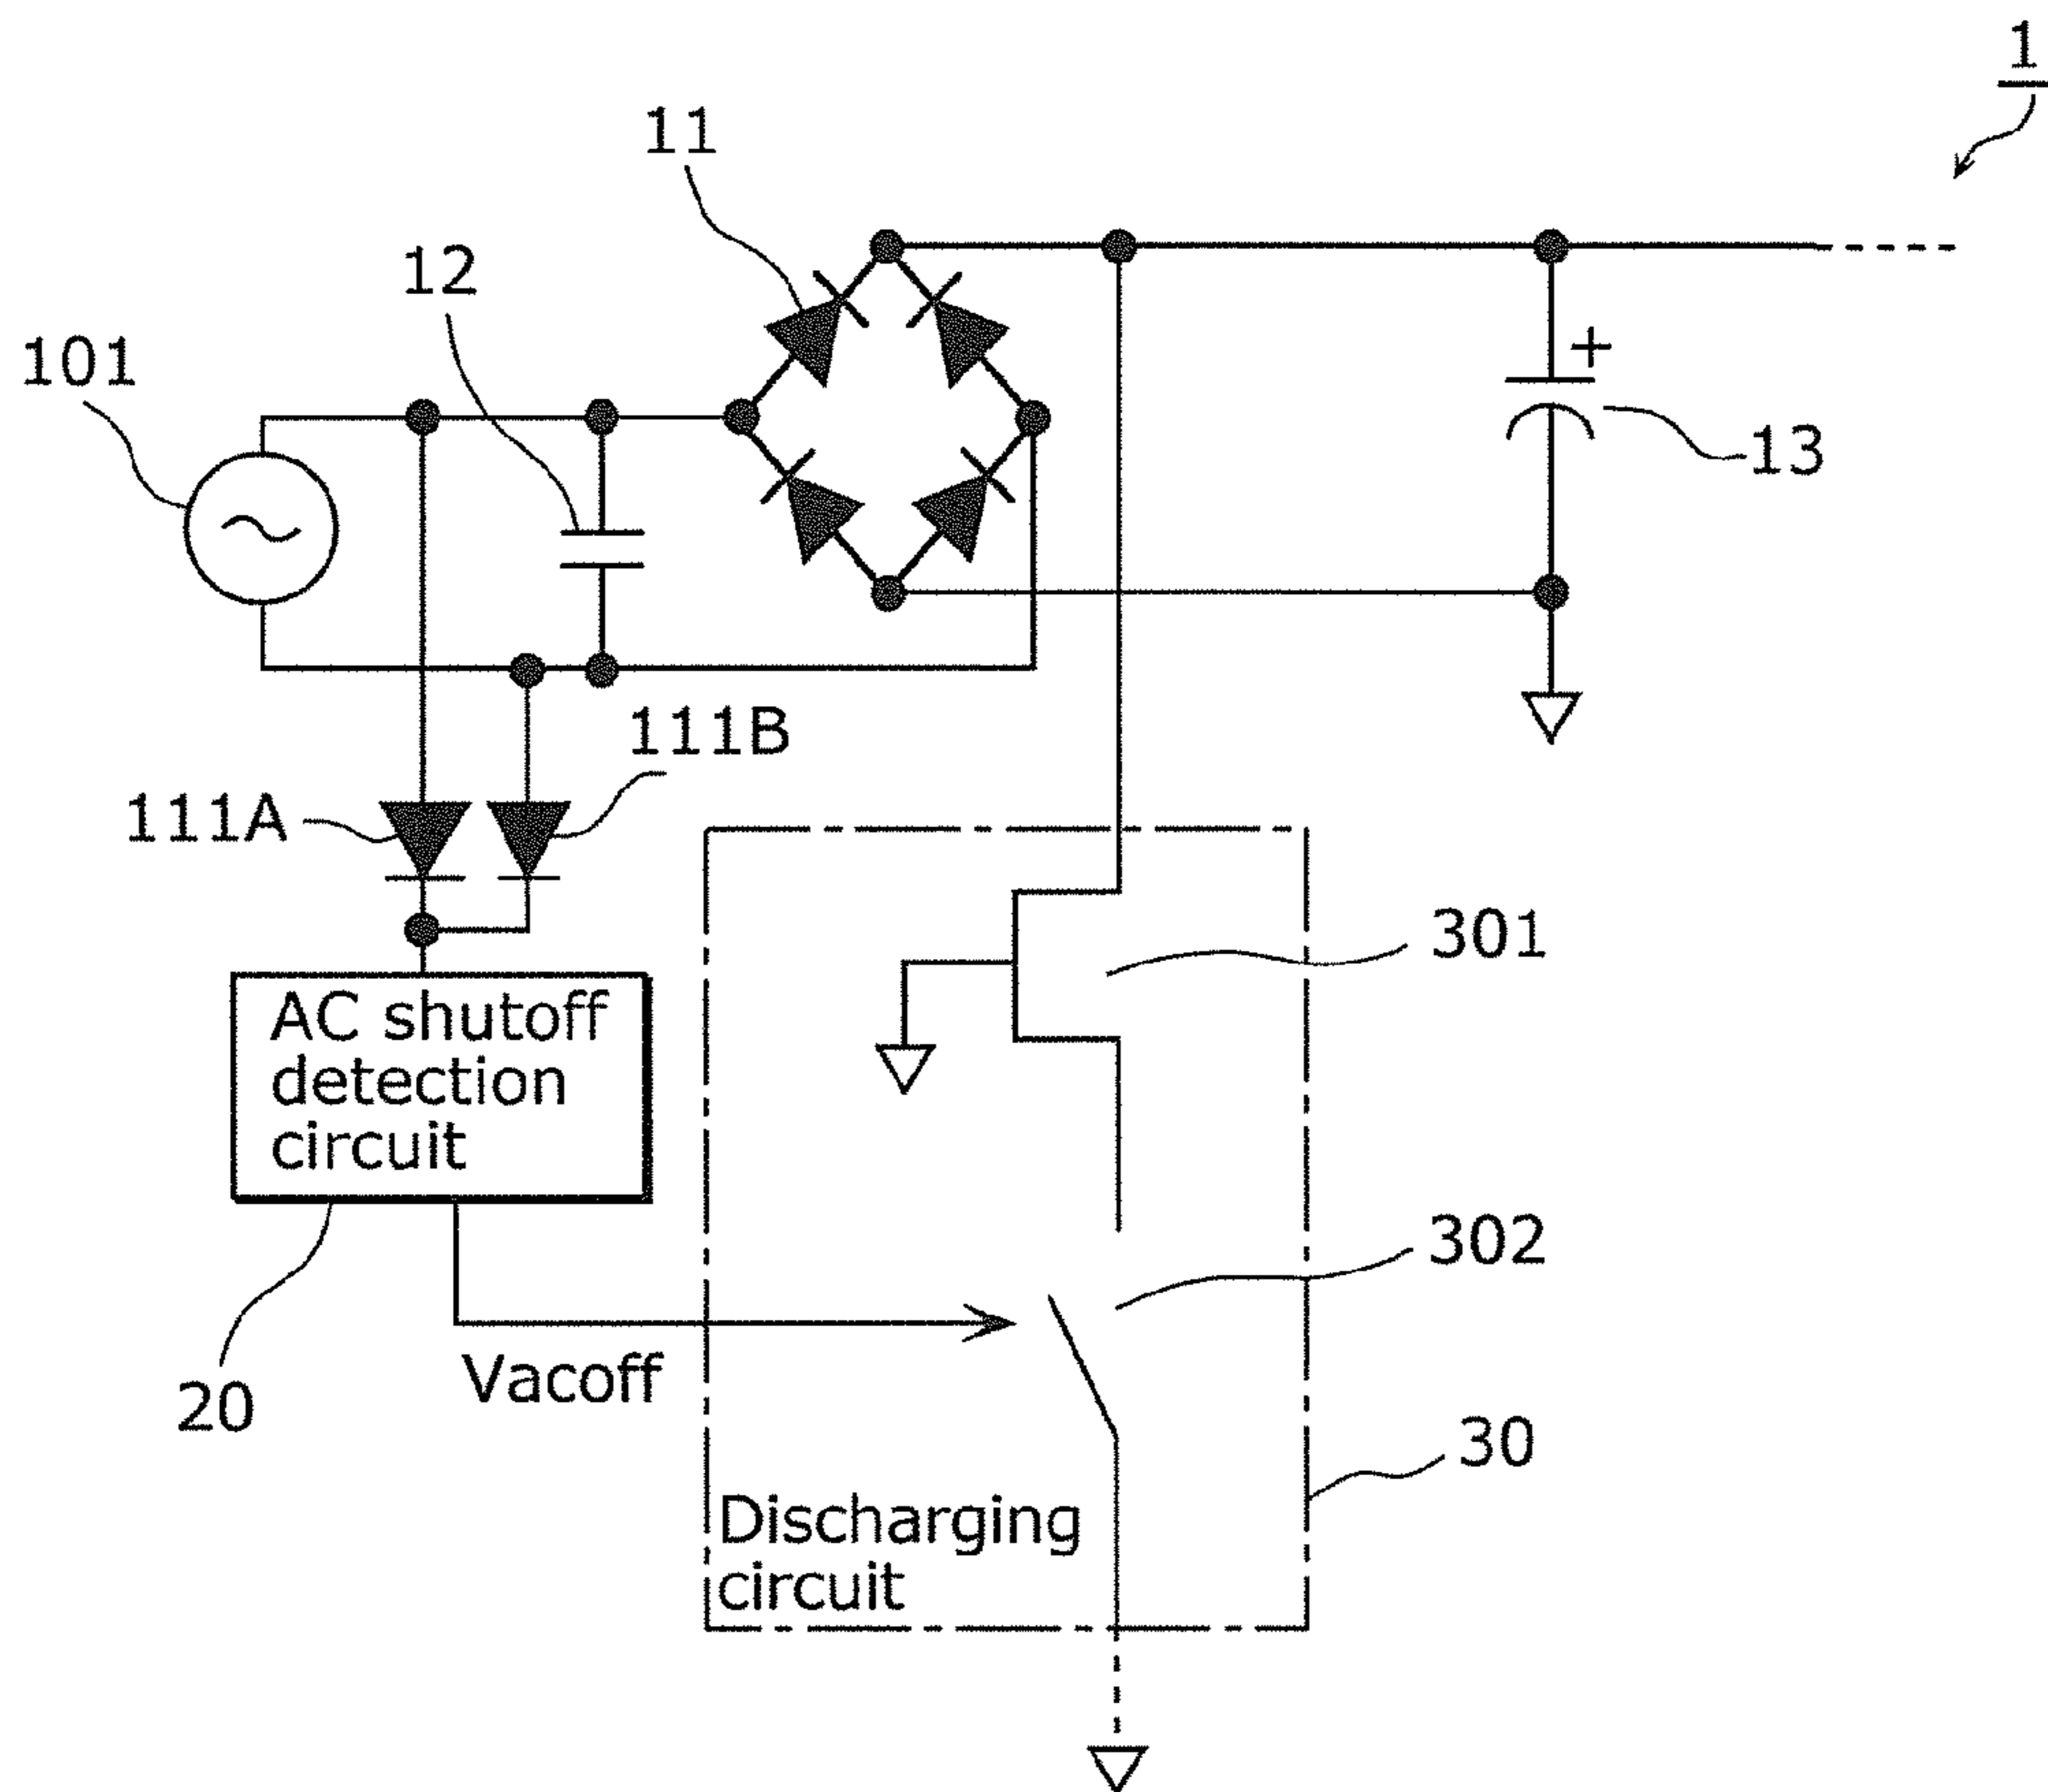 1
11
12
101
+
13
111B
111A
301
AC shutoff
detection
circuit
302
Vacoff
20
30
Discharging
circuit